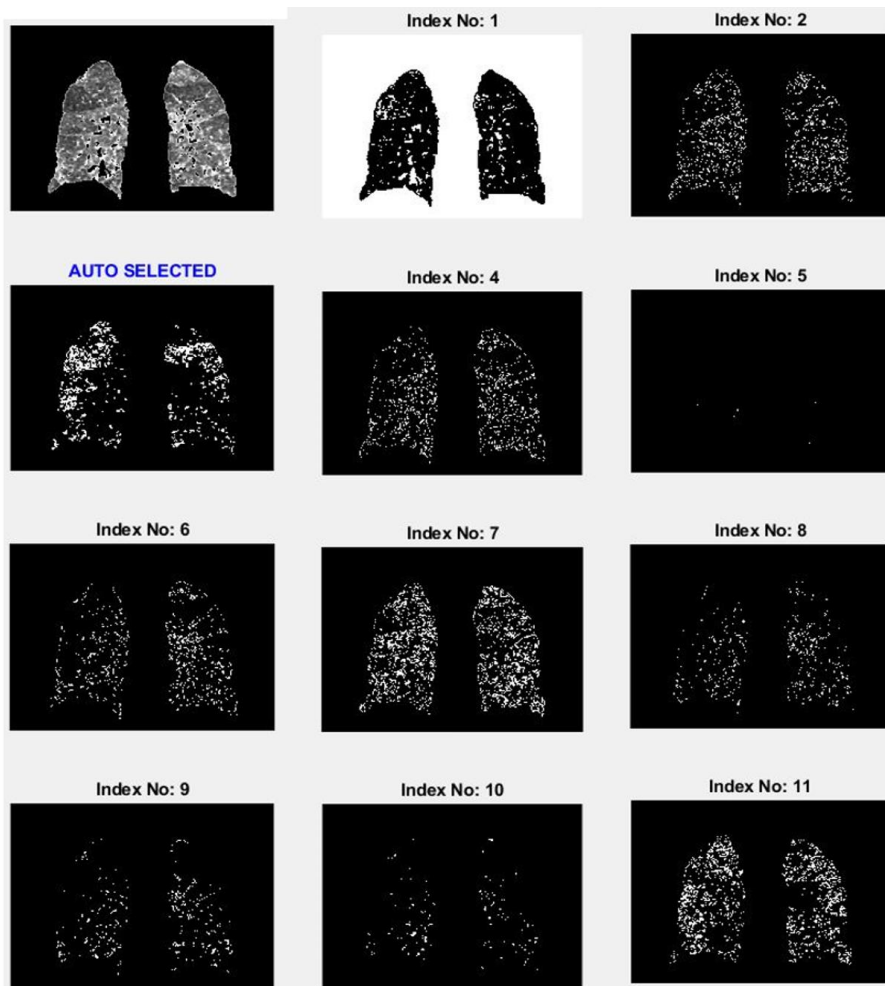 Index No: 1
Index No: 2
AUTO SELECTED
Index No: 4
Index No: 5
Index No: 6
Index No: 7
Index No: 8
Index No: 9
Index No: 10
Index No: 11